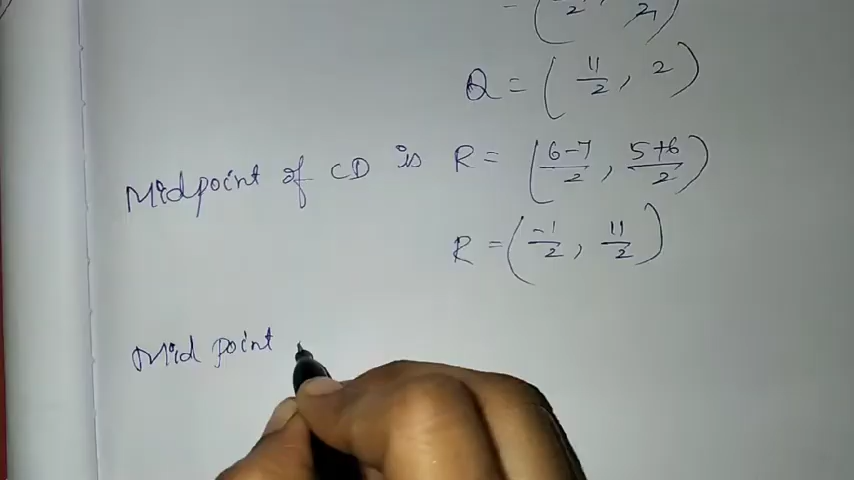 Q = (11/2, 2)
Midpoint of CD is R = (6-7/2, 5+6/2)
R = (-1/2, 11/2)
Mid point